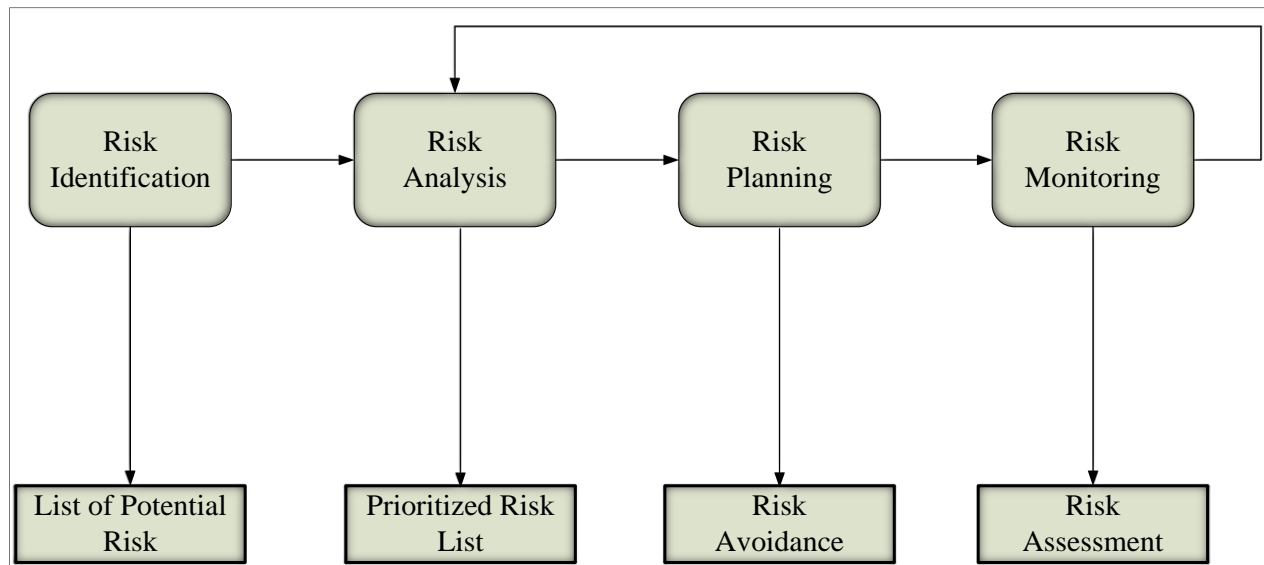 Risk
Identification
Risk
Analysis
Risk
Planning
Risk
Monitoring
List of Potential
Risk
Prioritized Risk
List
Risk
Avoidance
Risk
Assessment